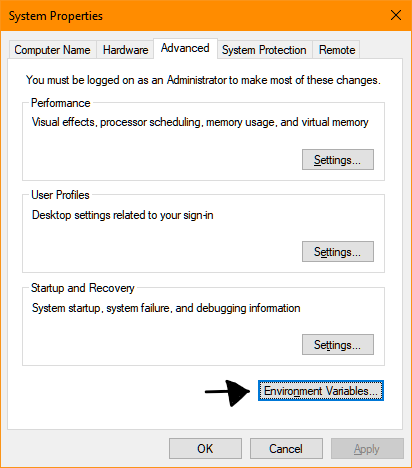 System Properties
Computer Name Hardware Advanced System Protection Remote
You must be logged on as an Administrator to make most of these changes.
Performance
Visual effects, processor scheduling, memory usage, and virtual memory
Settings...
User Profiles
Desktop settings related to your sign-in
Settings...
Startup and Recovery
System startup, system failure, and debugging information
Settings...
Environment Variables...
OK Cancel Apply